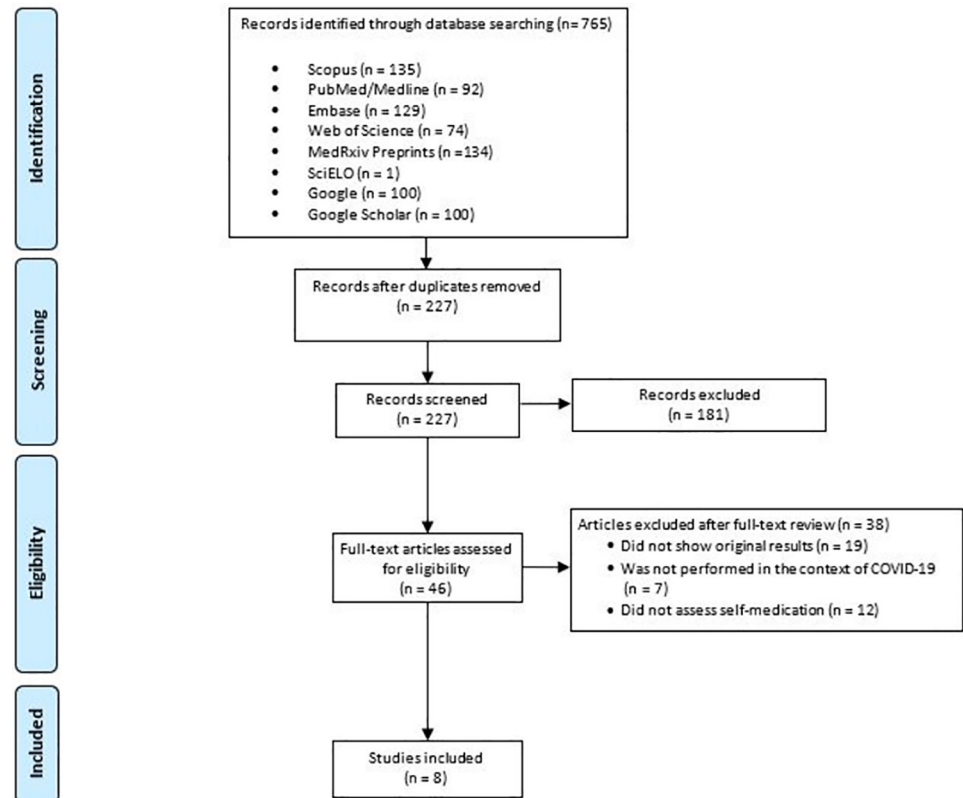 Identification
Records identified through database searching (n= 765)
• Scopus (n = 135)
• PubMed/Medline (n = 92)
• Embase (n = 129)
• Web of Science (n = 74)
• MedRxiv Preprints (n =134)
• SciELO (n = 1)
• Google (n = 100)
• Google Scholar (n = 100)
Screening
Records after duplicates removed
(n = 227)
Records screened
(n = 227)
Records excluded
(n = 181)
Eligibility
Full-text articles assessed
for eligibility
(n = 46)
Articles excluded after full-text review (n = 38)
• Did not show original results (n = 19)
• Was not performed in the context of COVID-19
(n = 7)
• Did not assess self-medication (n = 12)
Included
Studies included
(n = 8)